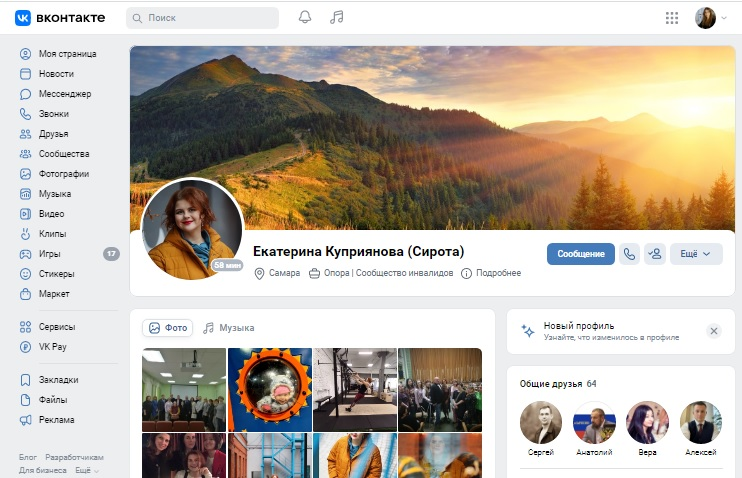 вконтакте
Поиск
Моя страница
Новости
Мессенджер
Звонки
Друзья
Сообщества
Фотографии
Музыка
Видео
Клипы
Игры 17
Стикеры
Маркет
Сервисы
VK Pay
Закладки
Файлы
Реклама
Блог Разработчикам
Для бизнеса Ещё
58 мин
Екатерина Куприянова (Сирота)
Самара Опора | Сообщество инвалидов Подробнее
Сообщение
Ещё
Фото Музыка
Новый профиль
Узнайте, что изменилось в профиле
Общие друзья 64
Сергей Анатолий Вера Алексей